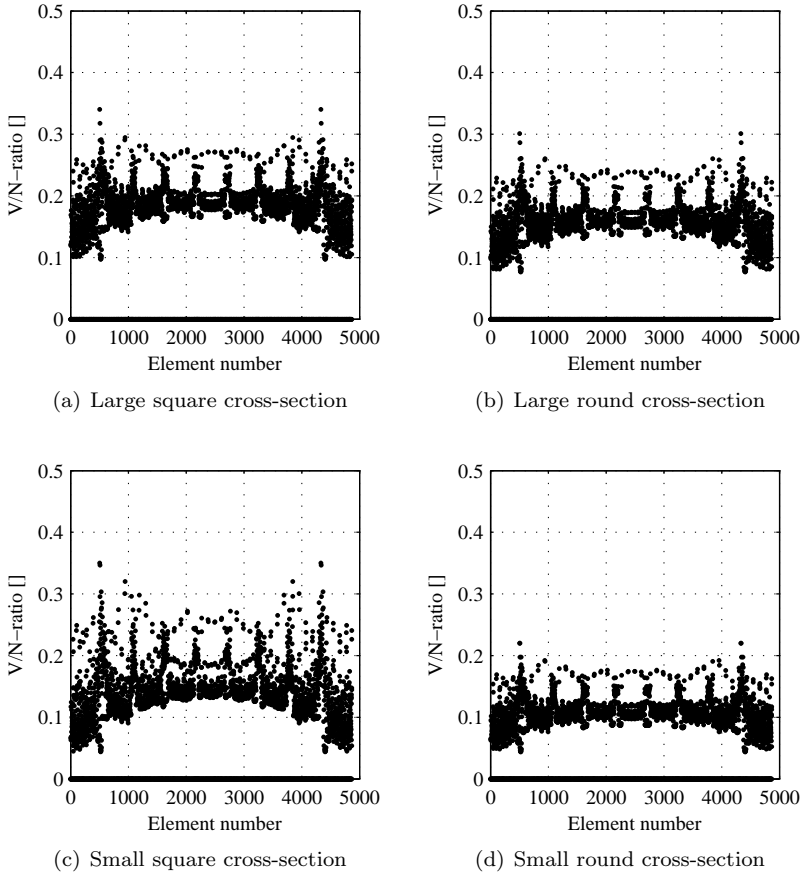 0.5
0.4
0.3
0.2
0.1
0
V/N−ratio []
0 1000 2000 3000 4000 5000
Element number
(a) Large square cross-section
0.5
0.4
0.3
0.2
0.1
0
V/N−ratio []
0 1000 2000 3000 4000 5000
Element number
(b) Large round cross-section
0.5
0.4
0.3
0.2
0.1
0
V/N−ratio []
0 1000 2000 3000 4000 5000
Element number
(c) Small square cross-section
0.5
0.4
0.3
0.2
0.1
0
V/N−ratio []
0 1000 2000 3000 4000 5000
Element number
(d) Small round cross-section